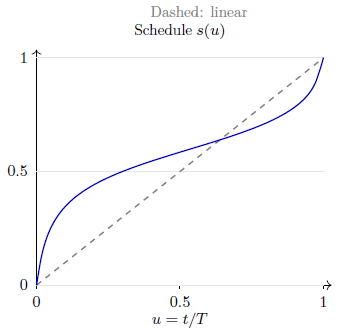 Dashed: linear
Schedule s(u)
1
0.5
0
0
0.5
1
u = t/T